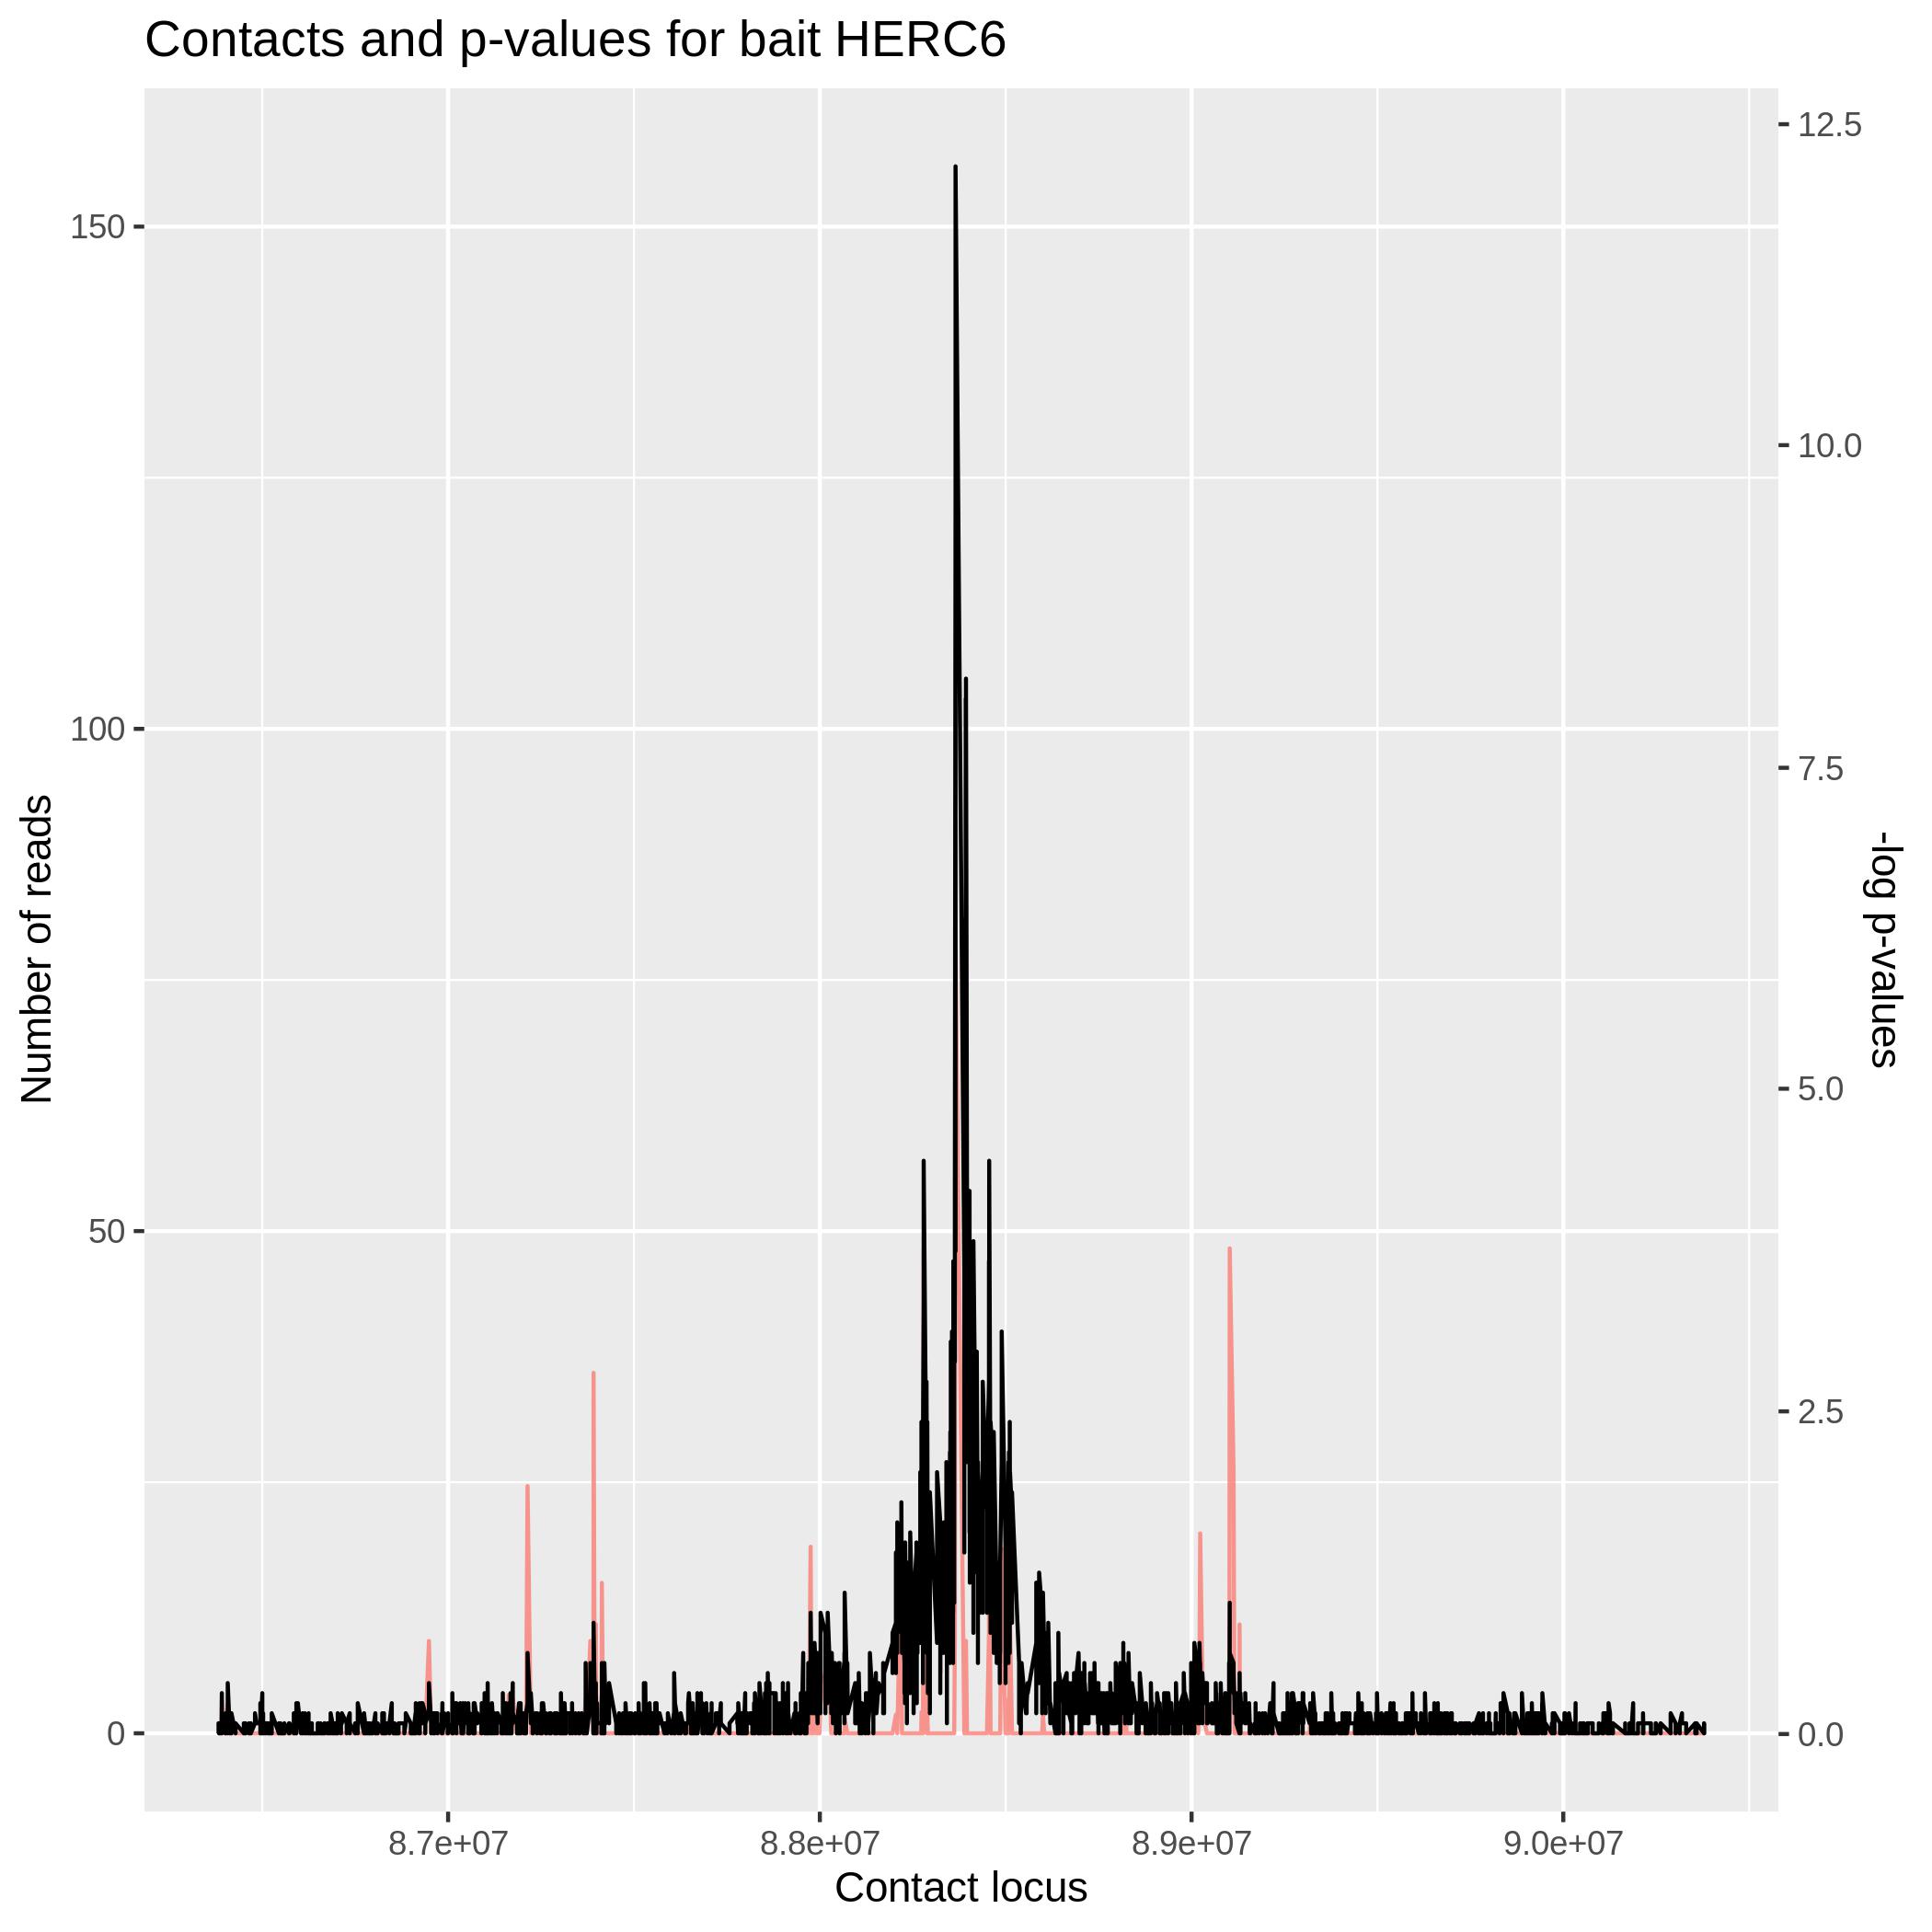 Contacts and p-values for bait HERC6
150
100
50
0
Number of reads
12.5
10.0
7.5
5.0
2.5
0.0
-log p-values
8.7e+07 8.8e+07 8.9e+07 9.0e+07
Contact locus